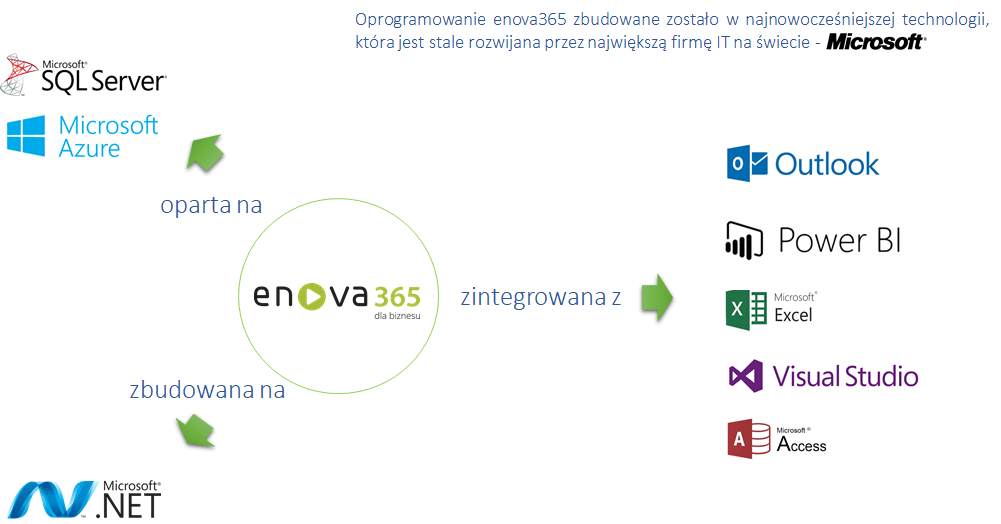 Oprogramowanie enova365 zbudowane zostało w najnowocześniejszej technologii,
która jest stale rozwijana przez największą firmę IT na świecie - Microsoft®
Microsoft®
SQL Server®
Microsoft
Azure
oparta na
enova365
dla biznesu
zintegrowana z
zbudowana na
Microsoft®
.NET
Outlook
Power BI
Microsoft®
Excel
Visual Studio
Microsoft®
Access